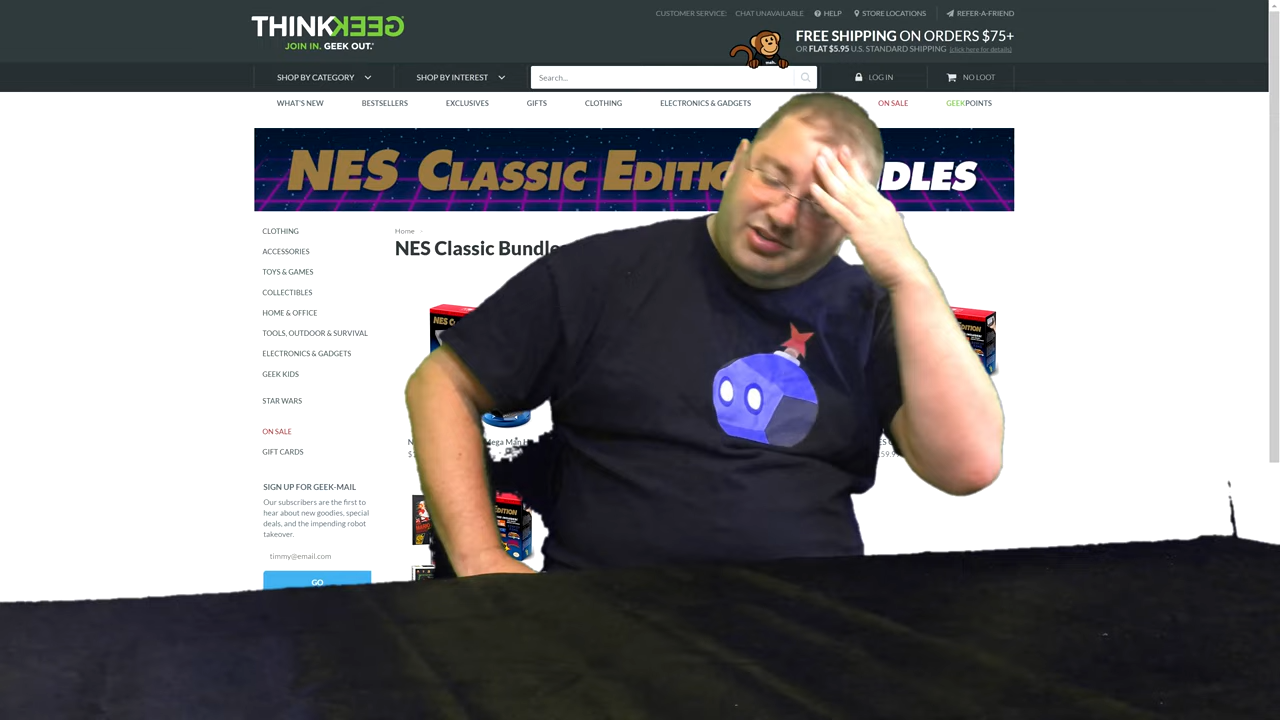 THINKGEEK
JOIN IN. GEEK OUT.
CUSTOMER SERVICE: CHAT UNAVAILABLE HELP STORE LOCATIONS REFER-A-FRIEND
FREE SHIPPING ON ORDERS $75+
OR FLAT $5.95 U.S. STANDARD SHIPPING (click here for details)
SHOP BY CATEGORY SHOP BY INTEREST Search... LOG IN NO LOOT
WHAT'S NEW BESTSELLERS EXCLUSIVES GIFTS CLOTHING ELECTRONICS & GADGETS ON SALE GEEKPOINTS
NES CLASSIC EDITIO DLES
Home
NES Classic Bundles
CLOTHING
ACCESSORIES
TOYS & GAMES
COLLECTIBLES
HOME & OFFICE
TOOLS, OUTDOOR & SURVIVAL
ELECTRONICS & GADGETS
GEEK KIDS
STAR WARS
ON SALE
GIFT CARDS
SIGN UP FOR GEEK-MAIL
Our subscribers are the first to
hear about new goodies, special
deals, and the impending robot
takeover.
timmy@email.com
GO